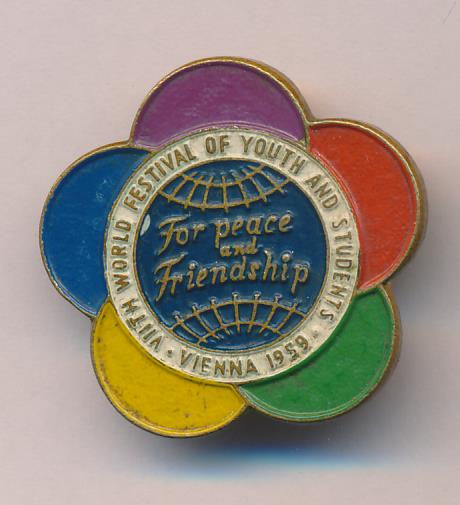 VIITH WORLD FESTIVAL OF YOUTH AND STUDENTS
· VIENNA 1959 ·
For peace
and
Friendship